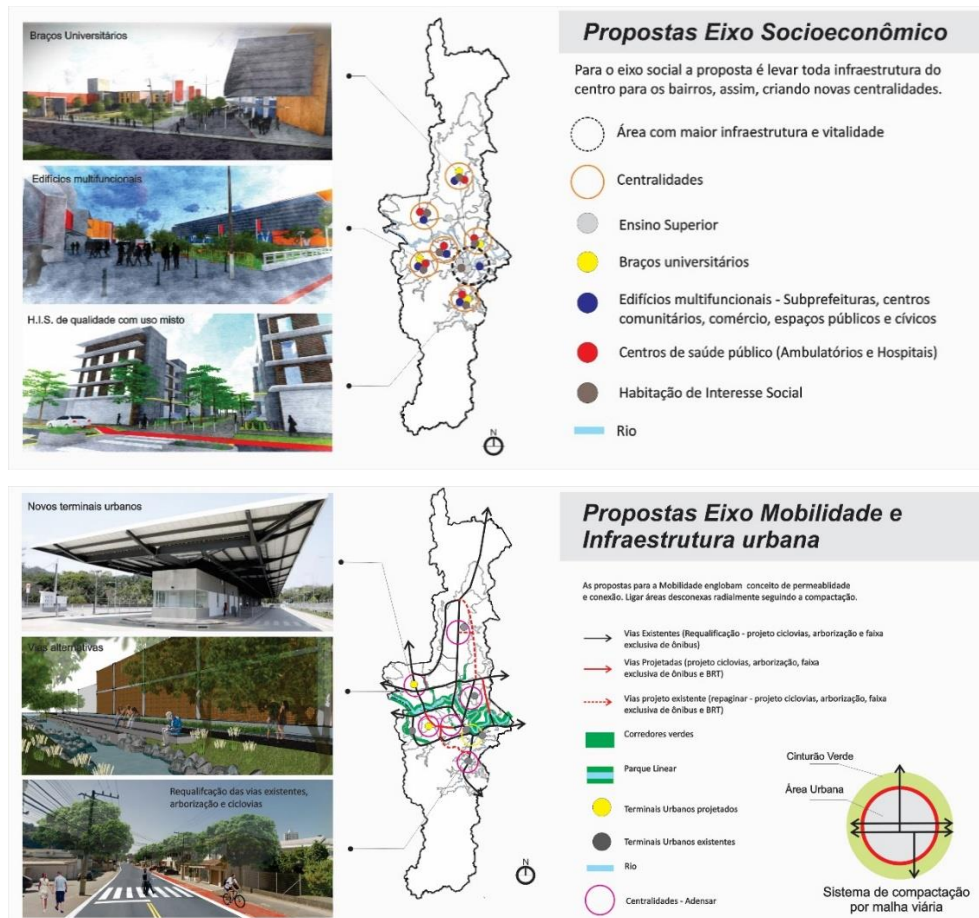 Braços Universitários
Edifícios multifuncionais
H.I.S. de qualidade com uso misto
N
Propostas Eixo Socioeconômico
Para o eixo social a proposta é levar toda infraestrutura do
centro para os bairros, assim, criando novas centralidades.
Área com maior infraestrutura e vitalidade
Centralidades
Ensino Superior
Braços universitários
Edifícios multifuncionais - Subprefeituras, centros
comunitários, comércio, espaços públicos e cívicos
Centros de saúde público (Ambulatórios e Hospitais)
Habitação de Interesse Social
Rio
Novos terminais urbanos
Vias alternativas
Requalifcação das vias existentes,
arborização e ciclovias
N
Propostas Eixo Mobilidade e
Infraestrutura urbana
As propostas para a Mobilidade englobam conceito de permeablidade
e conexão. Ligar áreas desconexas radialmente seguindo a compactação.
Vias Existentes (Requalificação - projeto ciclovias, arborização e faixa
exclusiva de ônibus)
Vias Projetadas (projeto ciclovias, arborização, faixa
exclusiva de ônibus e BRT)
Vias projeto existente (repaginar - projeto ciclovias, arborização, faixa
exclusiva de ônibus e BRT)
Corredores verdes
Parque Linear
Terminais Urbanos projetados
Terminais Urbanos existentes
Rio
Centralidades - Adensar
Cinturão Verde
Área Urbana
Sistema de compactação
por malha viária